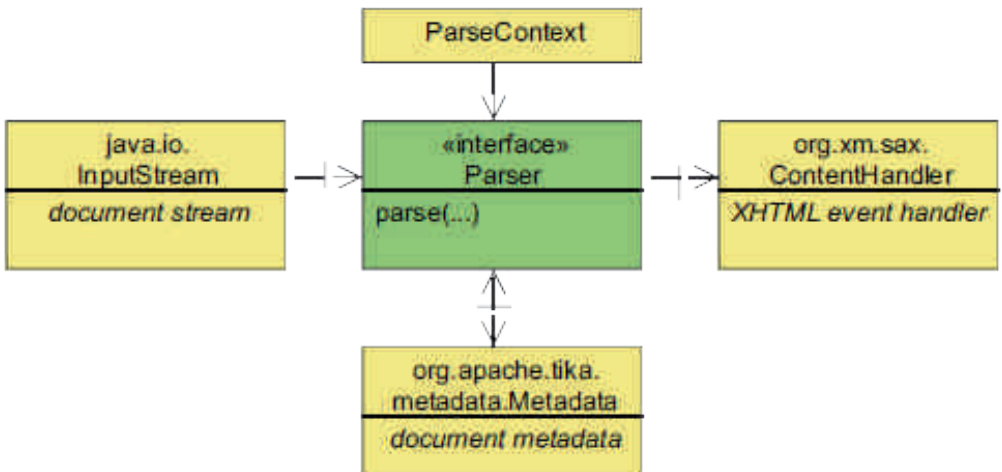 ParseContext
java.io.
InputStream
document stream
«interface»
Parser
parse(...)
org.xm.sax.
ContentHandler
XHTML event handler
org.apache.tika.
metadata.Metadata
document metadata